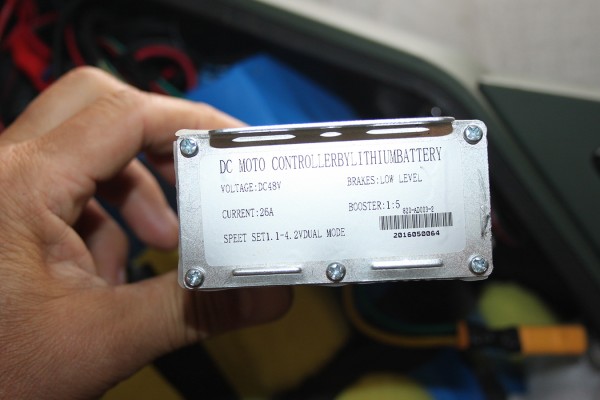 DC MOTO CONTROLLERBYLITHIUMBATTERY
VOLTAGE:DC48V
BRAKES:LOW LEVEL
CURRENT:26A
BOOSTER:1:5
SPEET SET1.1-4.2VDUAL MODE
2016050064